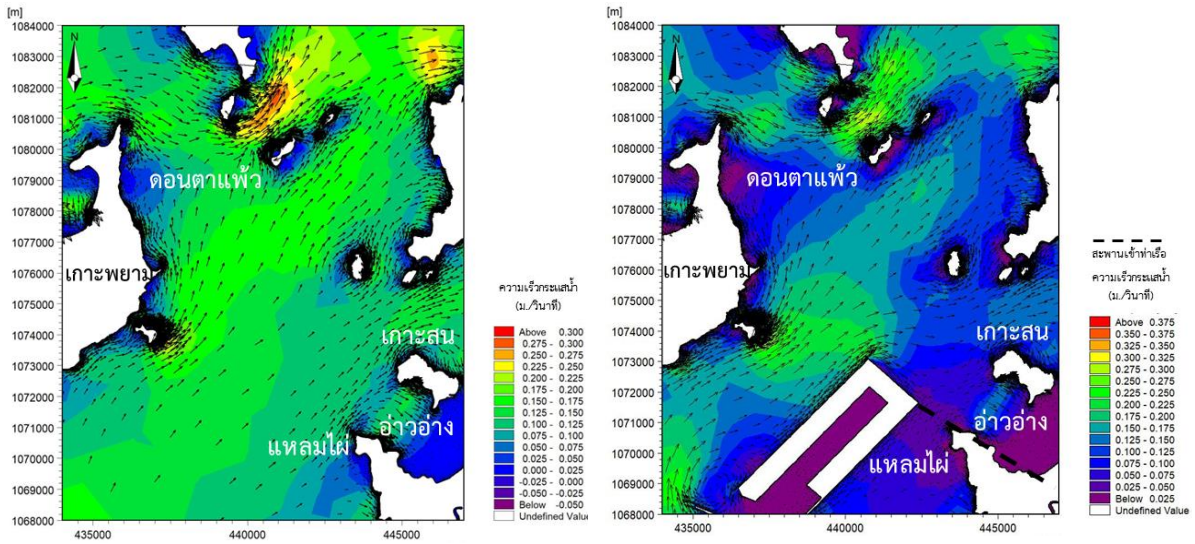 [m]
1084000
1083000
1082000
1081000
1080000
1079000
1078000
1077000
1076000
1075000
1074000
1073000
1072000
1071000
1070000
1069000
1068000
435000
440000
445000
N
ดอนตาแพ้ว
เกาะพยาม
เกาะสน
อ่าวอ่าง
แหลมไผ่
ความเร็วกระแสน้ำ
(ม./วินาที)
Above 0.300
0.275 - 0.300
0.250 - 0.275
0.225 - 0.250
0.200 - 0.225
0.175 - 0.200
0.150 - 0.175
0.125 - 0.150
0.100 - 0.125
0.075 - 0.100
0.050 - 0.075
0.025 - 0.050
0.000 - 0.025
-0.025 - 0.000
-0.050 - -0.025
Below -0.050
Undefined Value
[m]
1084000
1083000
1082000
1081000
1080000
1079000
1078000
1077000
1076000
1075000
1074000
1073000
1072000
1071000
1070000
1069000
1068000
435000
440000
445000
N
ดอนตาแพ้ว
เกาะพยาม
เกาะสน
อ่าวอ่าง
แหลมไผ่
สะพานเข้าท่าเรือ
ความเร็วกระแสน้ำ
(ม./วินาที)
Above 0.375
0.350 - 0.375
0.325 - 0.350
0.300 - 0.325
0.275 - 0.300
0.250 - 0.275
0.225 - 0.250
0.200 - 0.225
0.175 - 0.200
0.150 - 0.175
0.125 - 0.150
0.100 - 0.125
0.075 - 0.100
0.050 - 0.075
0.025 - 0.050
Below 0.025
Undefined Value